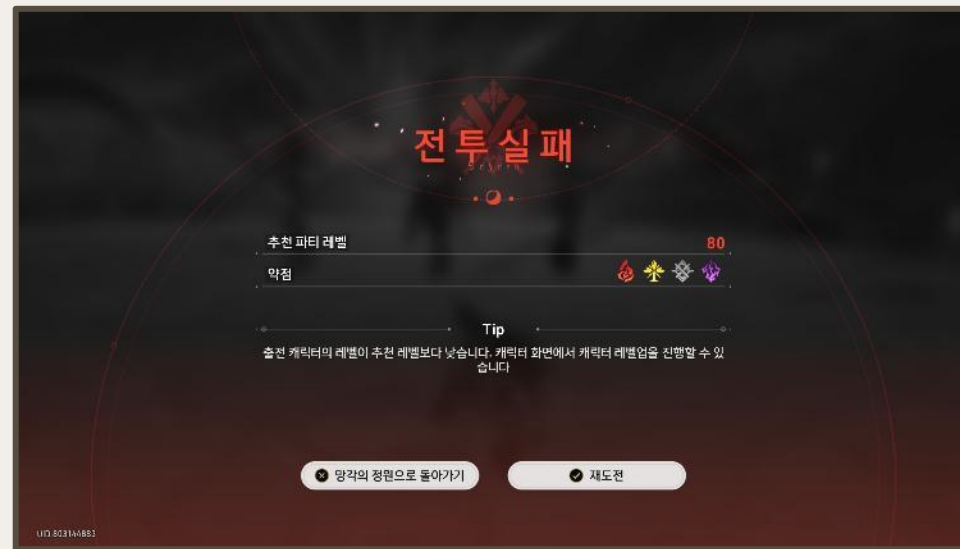 전투실패
추천 파티 레벨 80
약점
Tip
출전 캐릭터의 레벨이 추천 레벨보다 낮습니다. 캐릭터 화면에서 캐릭터 레벨업을 진행할 수 있
습니다
망각의 정원으로 돌아가기 재도전